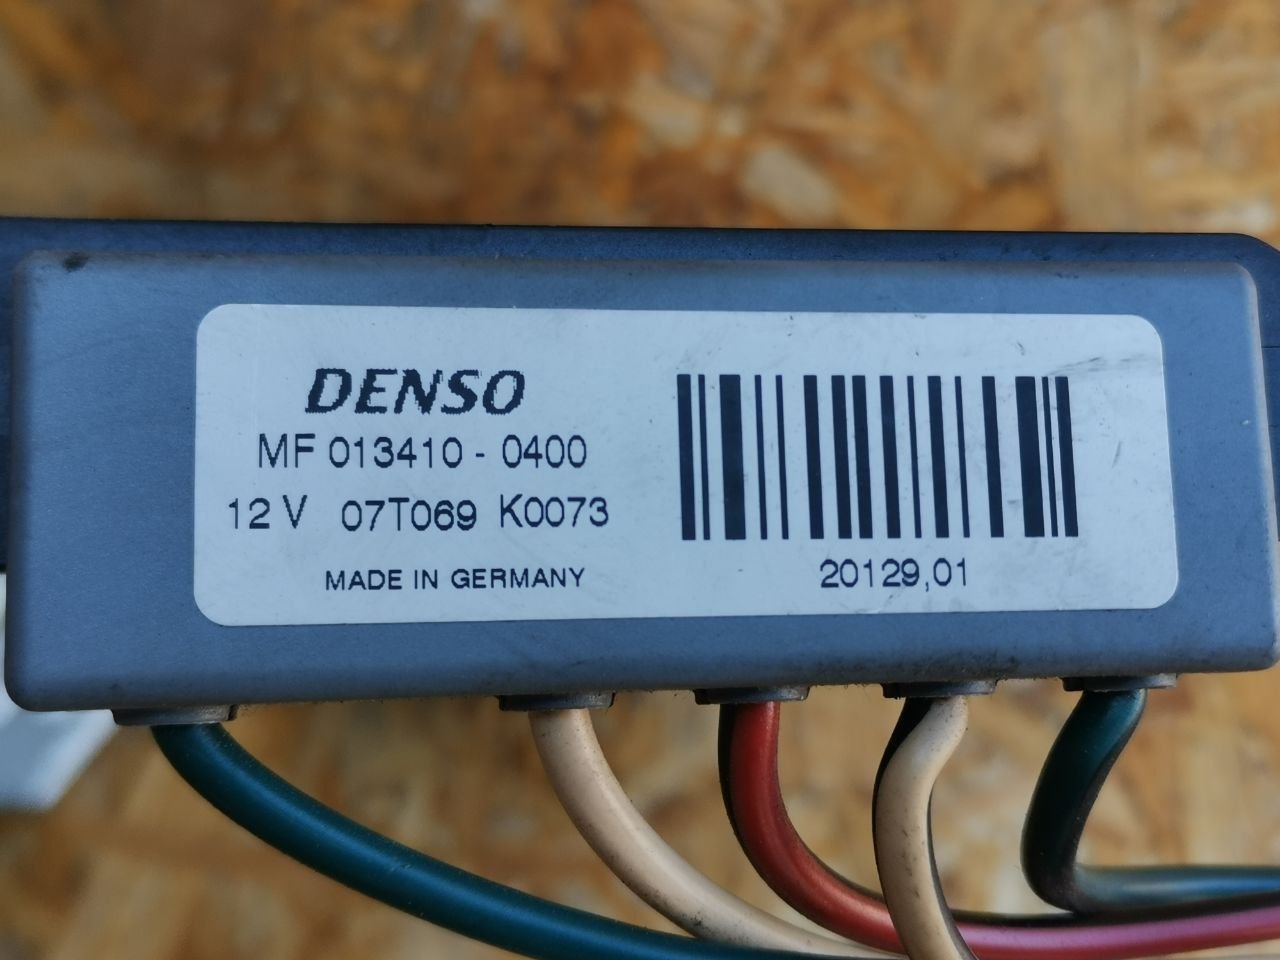 DENSO
MF 013410 - 0400
12 V 07T069 K0073
MADE IN GERMANY
20129,01